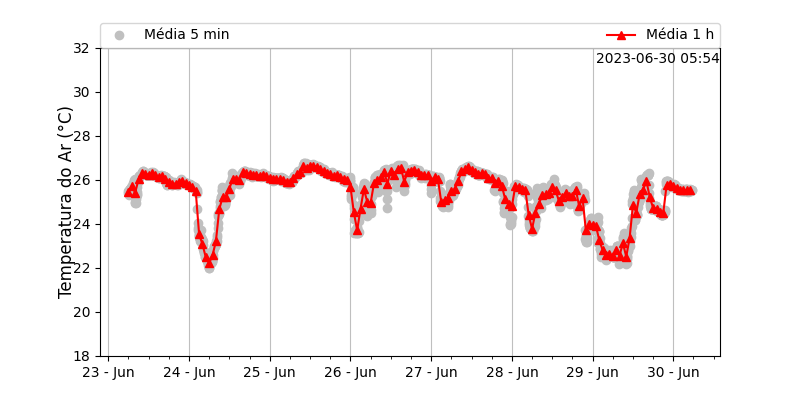 Média 5 min
Média 1 h
2023-06-30 05:54
Temperatura do Ar (°C)
32
30
28
26
24
22
20
18
23 - Jun
24 - Jun
25 - Jun
26 - Jun
27 - Jun
28 - Jun
29 - Jun
30 - Jun